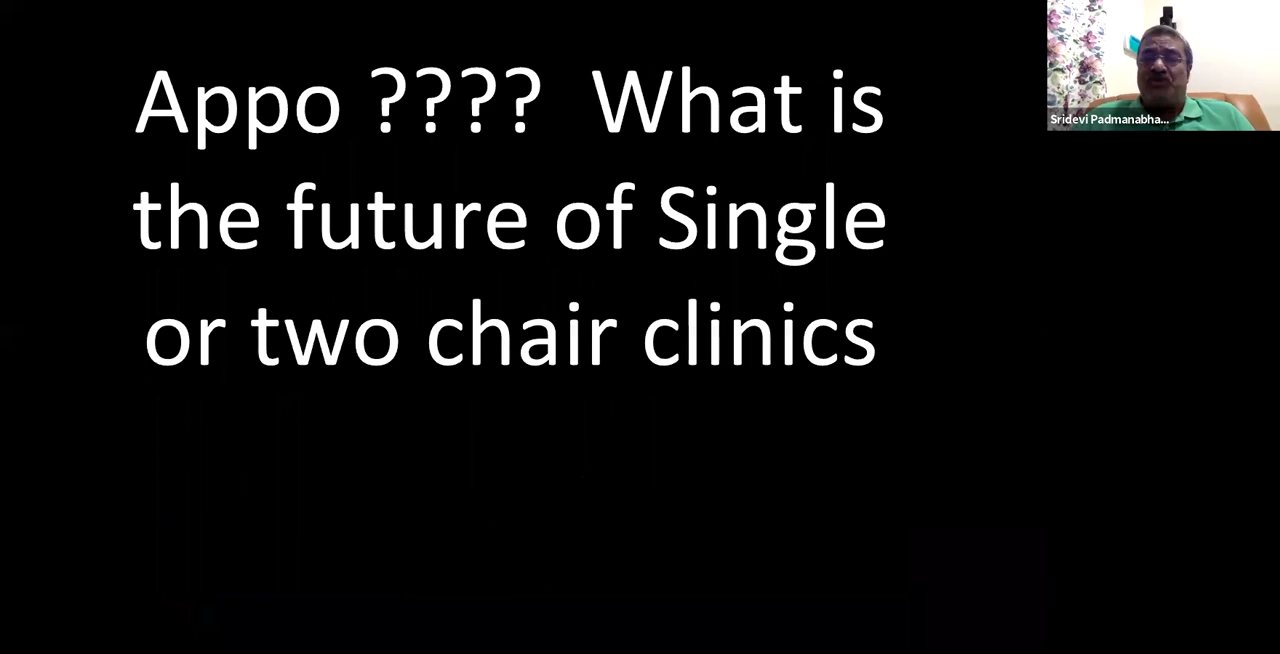 Appo ????  What is
the future of Single
or two chair clinics
Sridevi Padmanabha...